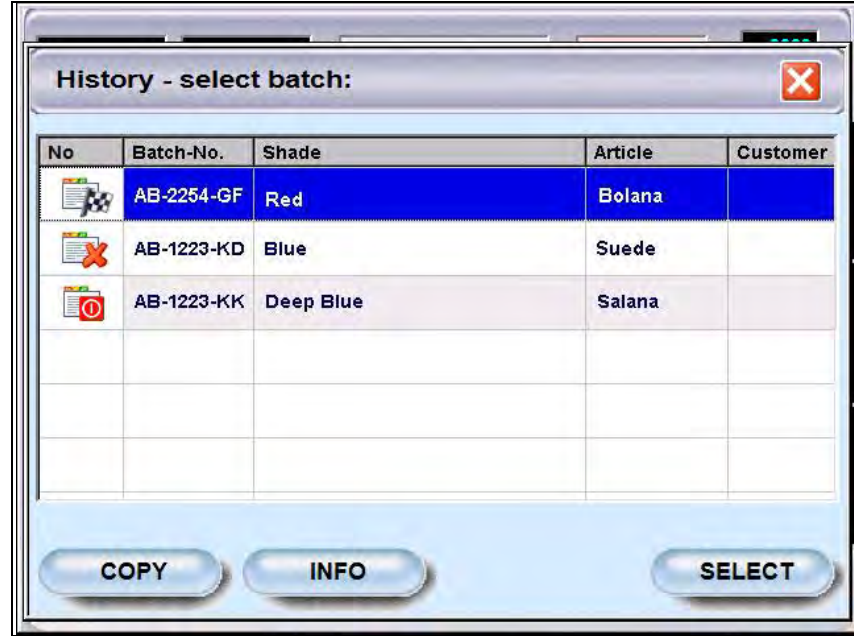 History - select batch:
No Batch-No. Shade Article Customer
AB-2254-GF Red Bolana
AB-1223-KD Blue Suede
AB-1223-KK Deep Blue Salana
COPY INFO SELECT